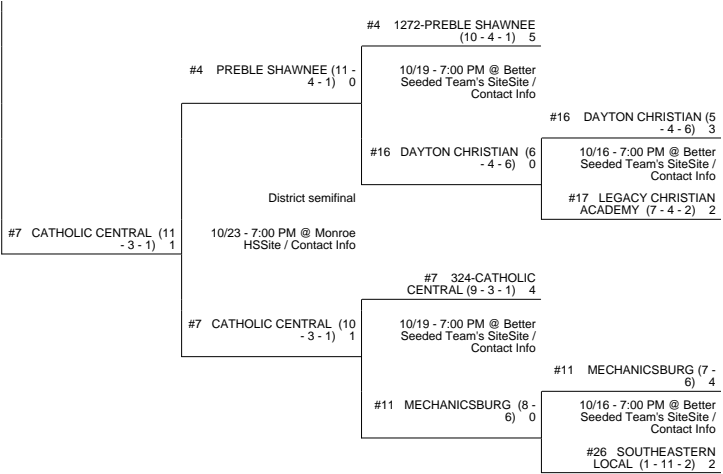 #4 1272-PREBLE SHAWNEE
(10 - 4 - 1) 5
#4 PREBLE SHAWNEE (11 -
4 - 1) 0
10/19 - 7:00 PM @ Better
Seeded Team's SiteSite /
Contact Info
#16 DAYTON CHRISTIAN (5
- 4 - 6) 3
#16 DAYTON CHRISTIAN (6
- 4 - 6) 0
10/16 - 7:00 PM @ Better
Seeded Team's SiteSite /
Contact Info
#17 LEGACY CHRISTIAN
ACADEMY (7 - 4 - 2) 2
District semifinal
#7 CATHOLIC CENTRAL (11
- 3 - 1) 1
10/23 - 7:00 PM @ Monroe
HSSite / Contact Info
#7 324-CATHOLIC
CENTRAL (9 - 3 - 1) 4
#7 CATHOLIC CENTRAL (10
- 3 - 1) 1
10/19 - 7:00 PM @ Better
Seeded Team's SiteSite /
Contact Info
#11 MECHANICSBURG (7 -
6) 4
#11 MECHANICSBURG (8 -
6) 0
10/16 - 7:00 PM @ Better
Seeded Team's SiteSite /
Contact Info
#26 SOUTHEASTERN
LOCAL (1 - 11 - 2) 2